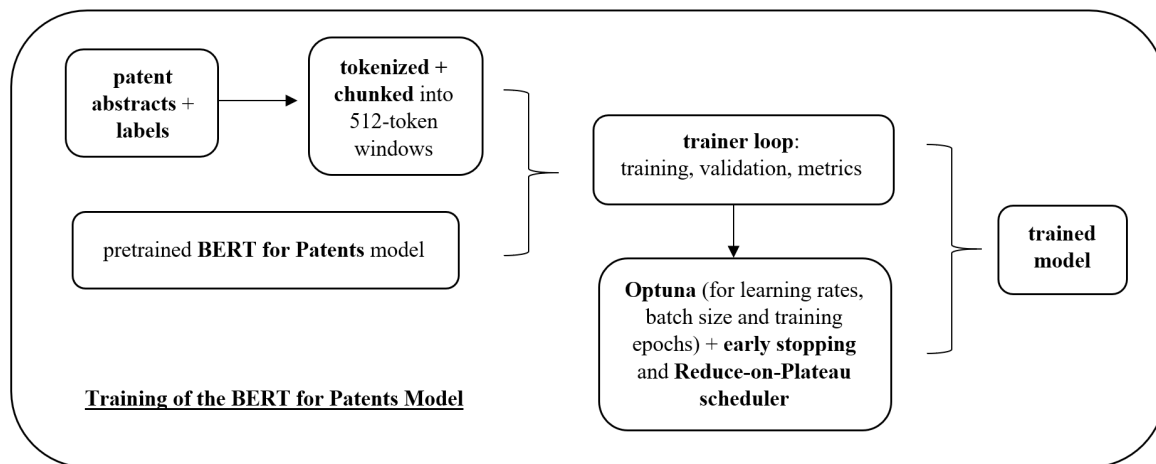 patent
abstracts +
labels
tokenized +
chunked into
512-token
windows
pretrained BERT for Patents model
trainer loop:
training, validation, metrics
Optuna (for learning rates,
batch size and training
epochs) + early stopping
and Reduce-on-Plateau
scheduler
trained
model
Training of the BERT for Patents Model